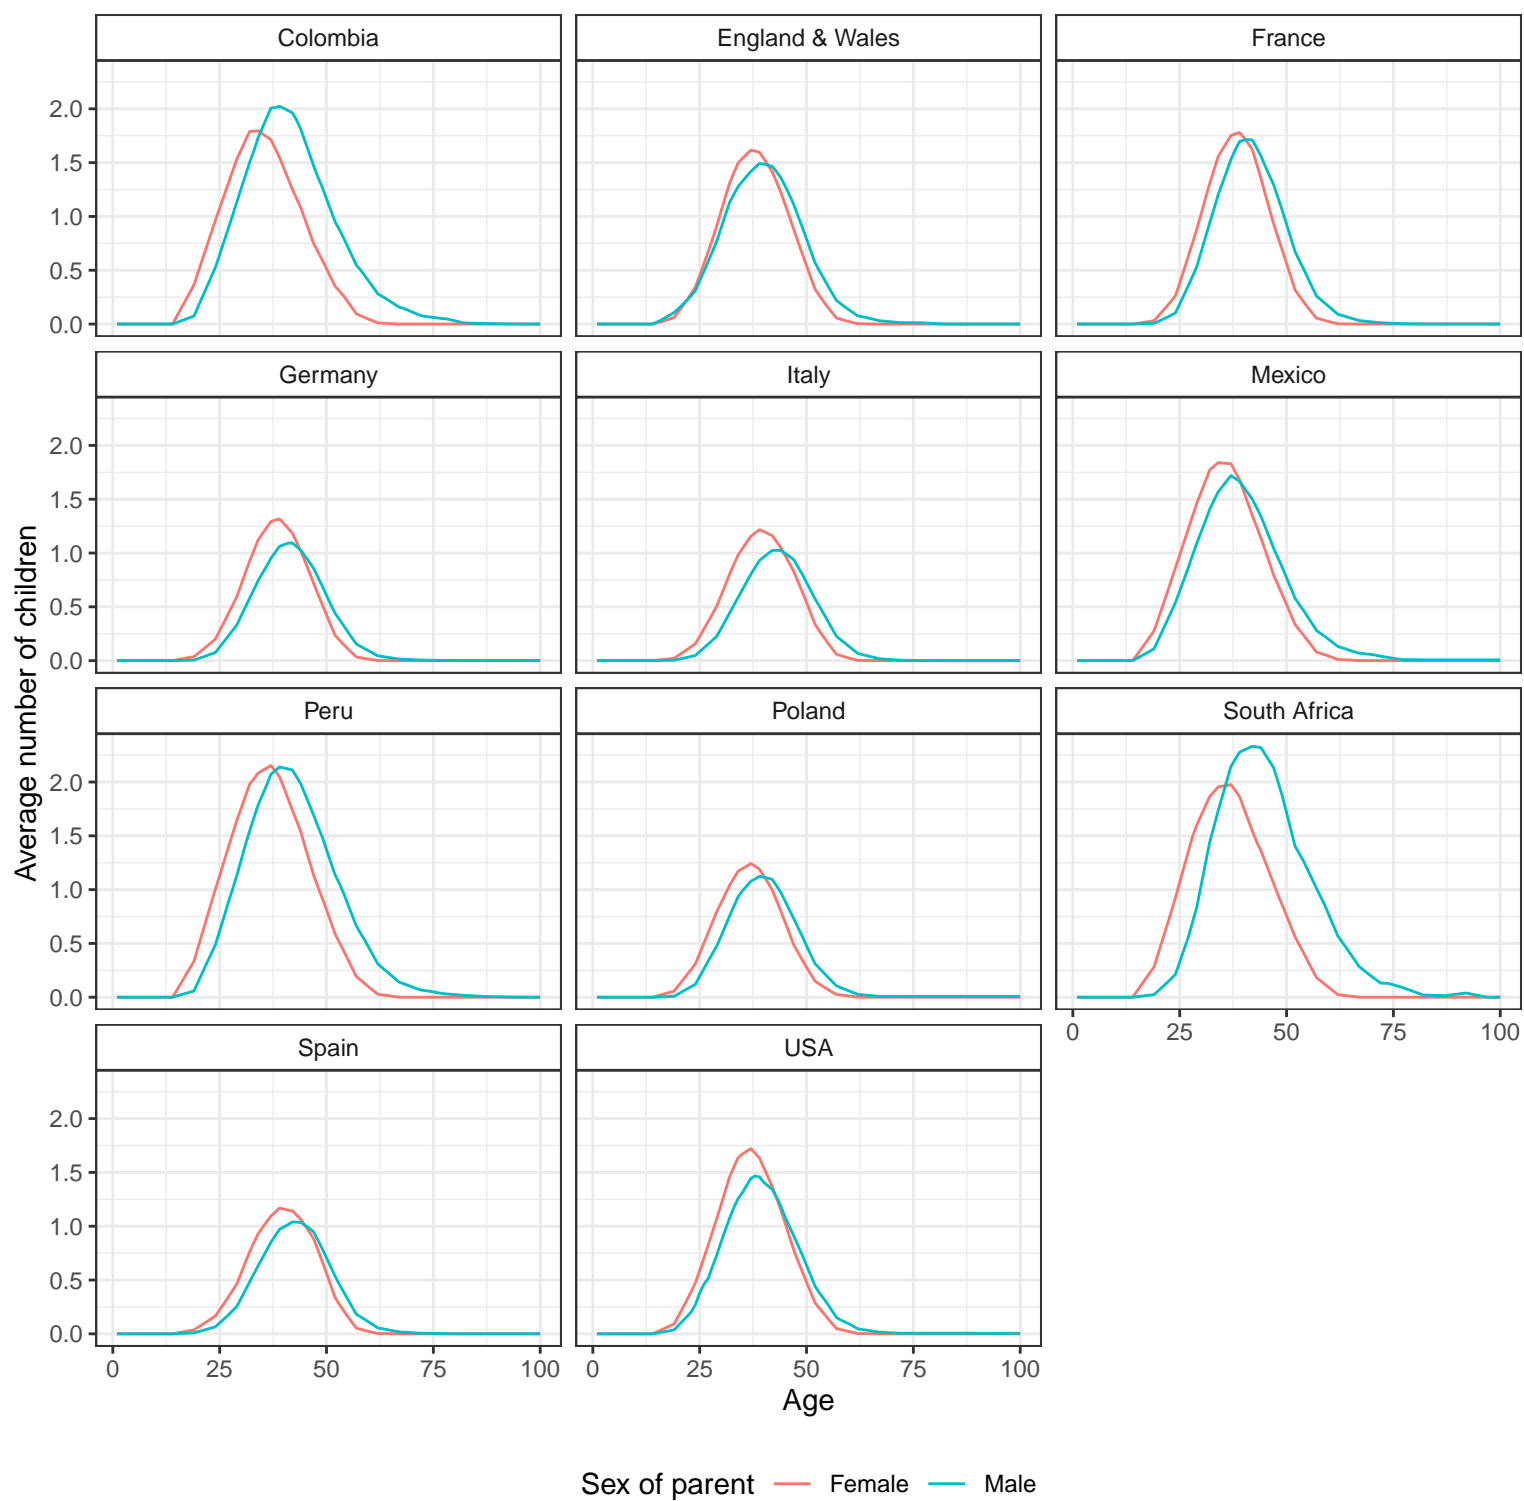 Colombia
England & Wales
France
2.0
1.5
1.0
0.5
0.0
Germany
Italy
Mexico
2.0
1.5
1.0
0.5
0.0
Average number of children
Peru
Poland
South Africa
2.0
1.5
1.0
0.5
0.0
0 25 50 75 100
Spain
USA
2.0
1.5
1.0
0.5
0.0
0 25 50 75 100
0 25 50 75 100
Age
Sex of parent Female Male